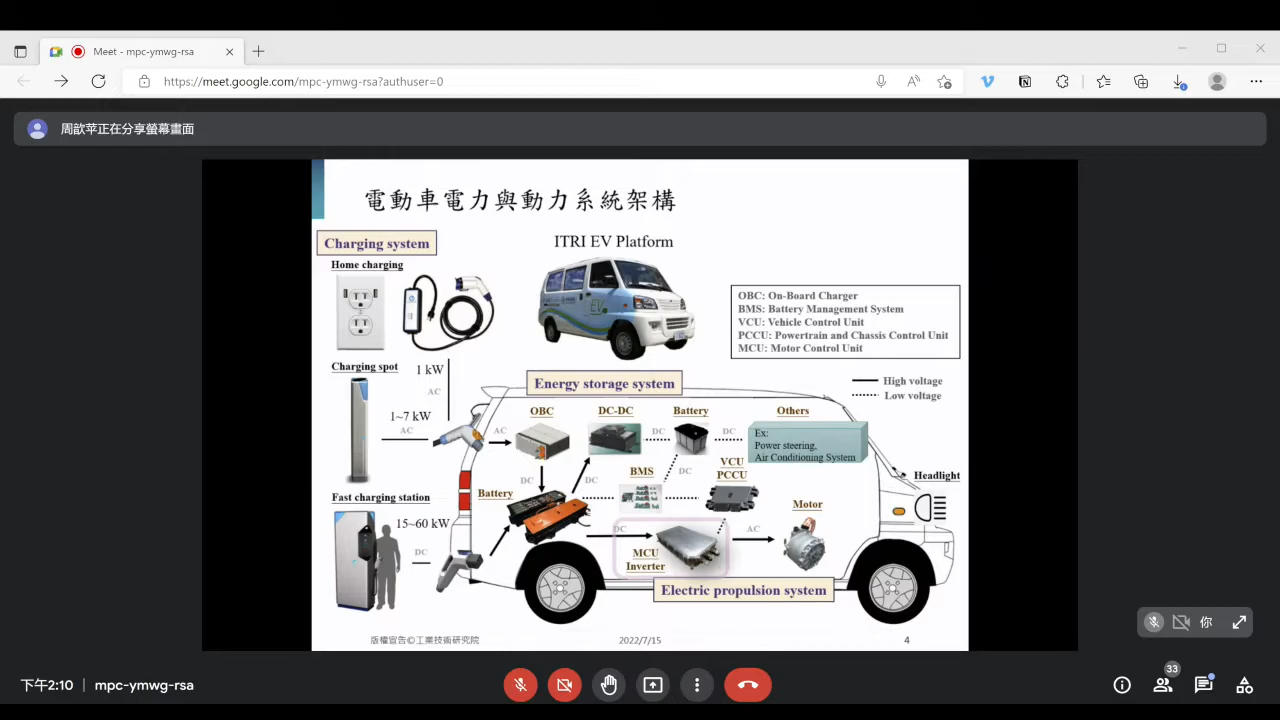 Meet - mpc-ymwg-rsa
https://meet.google.com/mpc-ymwg-rsa?authuser=0
周歆苹正在分享螢幕畫面
電動車電力與動力系統架構
Charging system
ITRI EV Platform
Home charging
EV
OBC: On-Board Charger
BMS: Battery Management System
VCU: Vehicle Control Unit
PCCU: Powertrain and Chassis Control Unit
MCU: Motor Control Unit
Charging spot
1 kW
AC
Energy storage system
High voltage
Low voltage
1~7 kW
AC
AC
OBC
DC-DC
Battery
Others
DC
DC
Ex:
Power steering,
Air Conditioning System
DC
DC
BMS
DC
VCU
PCCU
Headlight
Fast charging station
Battery
Motor
15~60 kW
DC
DC
AC
MCU
Inverter
Electric propulsion system
版權宣告©工業技術研究院
2022/7/15
4
你
下午2:10
mpc-ymwg-rsa
33